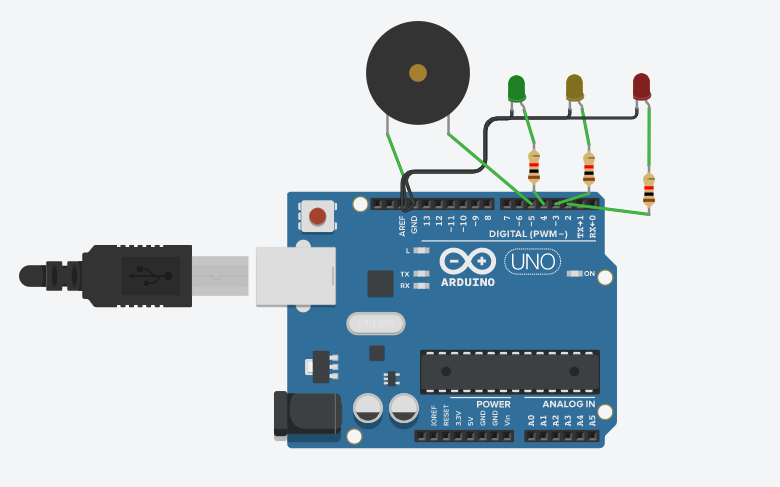 AREF
GND
13
12
~11
~10
~9
8
7
~6
~5
4
~3
2
TX→1
RX←0
DIGITAL (PWM~)
L
TX
RX
ARDUINO
UNO
ON
POWER
ANALOG IN
IOREF
RESET
3.3V
5V
GND
GND
Vin
A0
A1
A2
A3
A4
A5